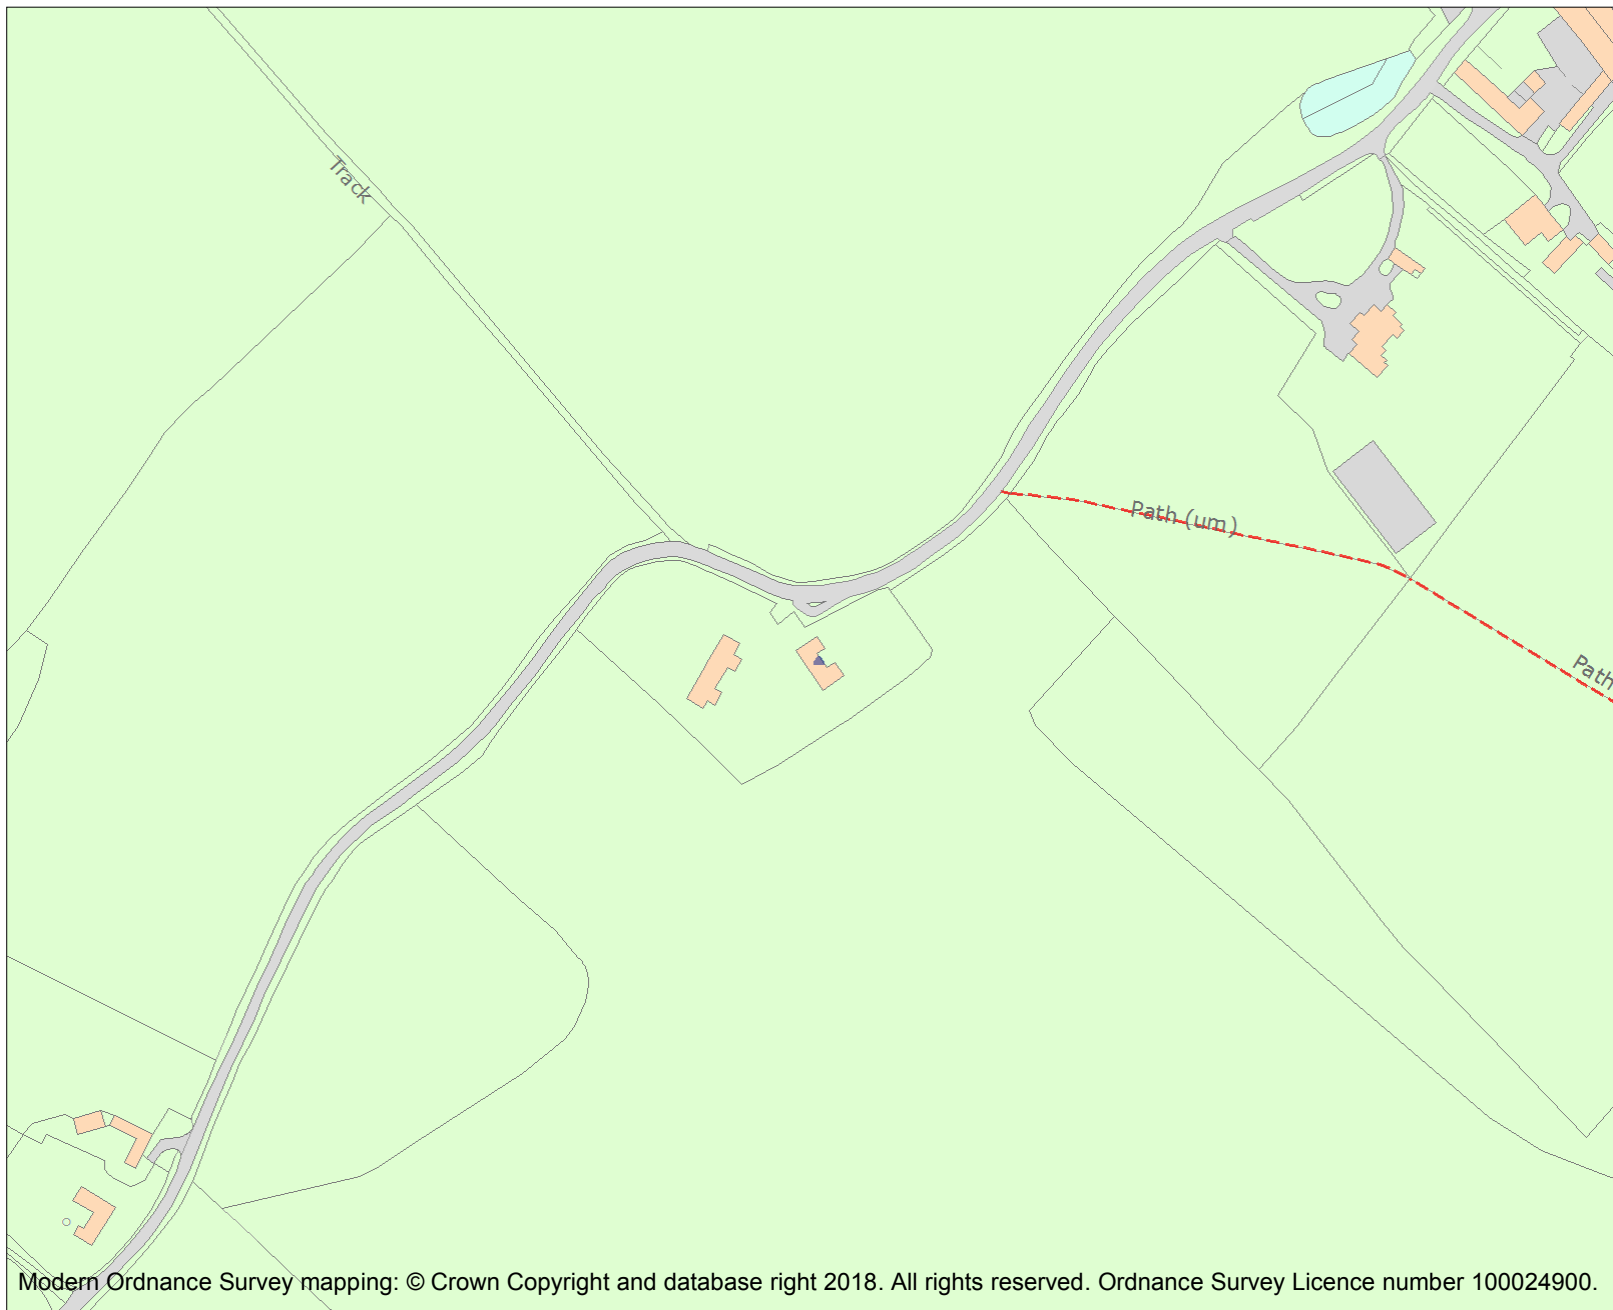 Track
Path (um)
Path
Modern Ordnance Survey mapping: © Crown Copyright and database right 2018. All rights reserved. Ordnance Survey Licence number 100024900.